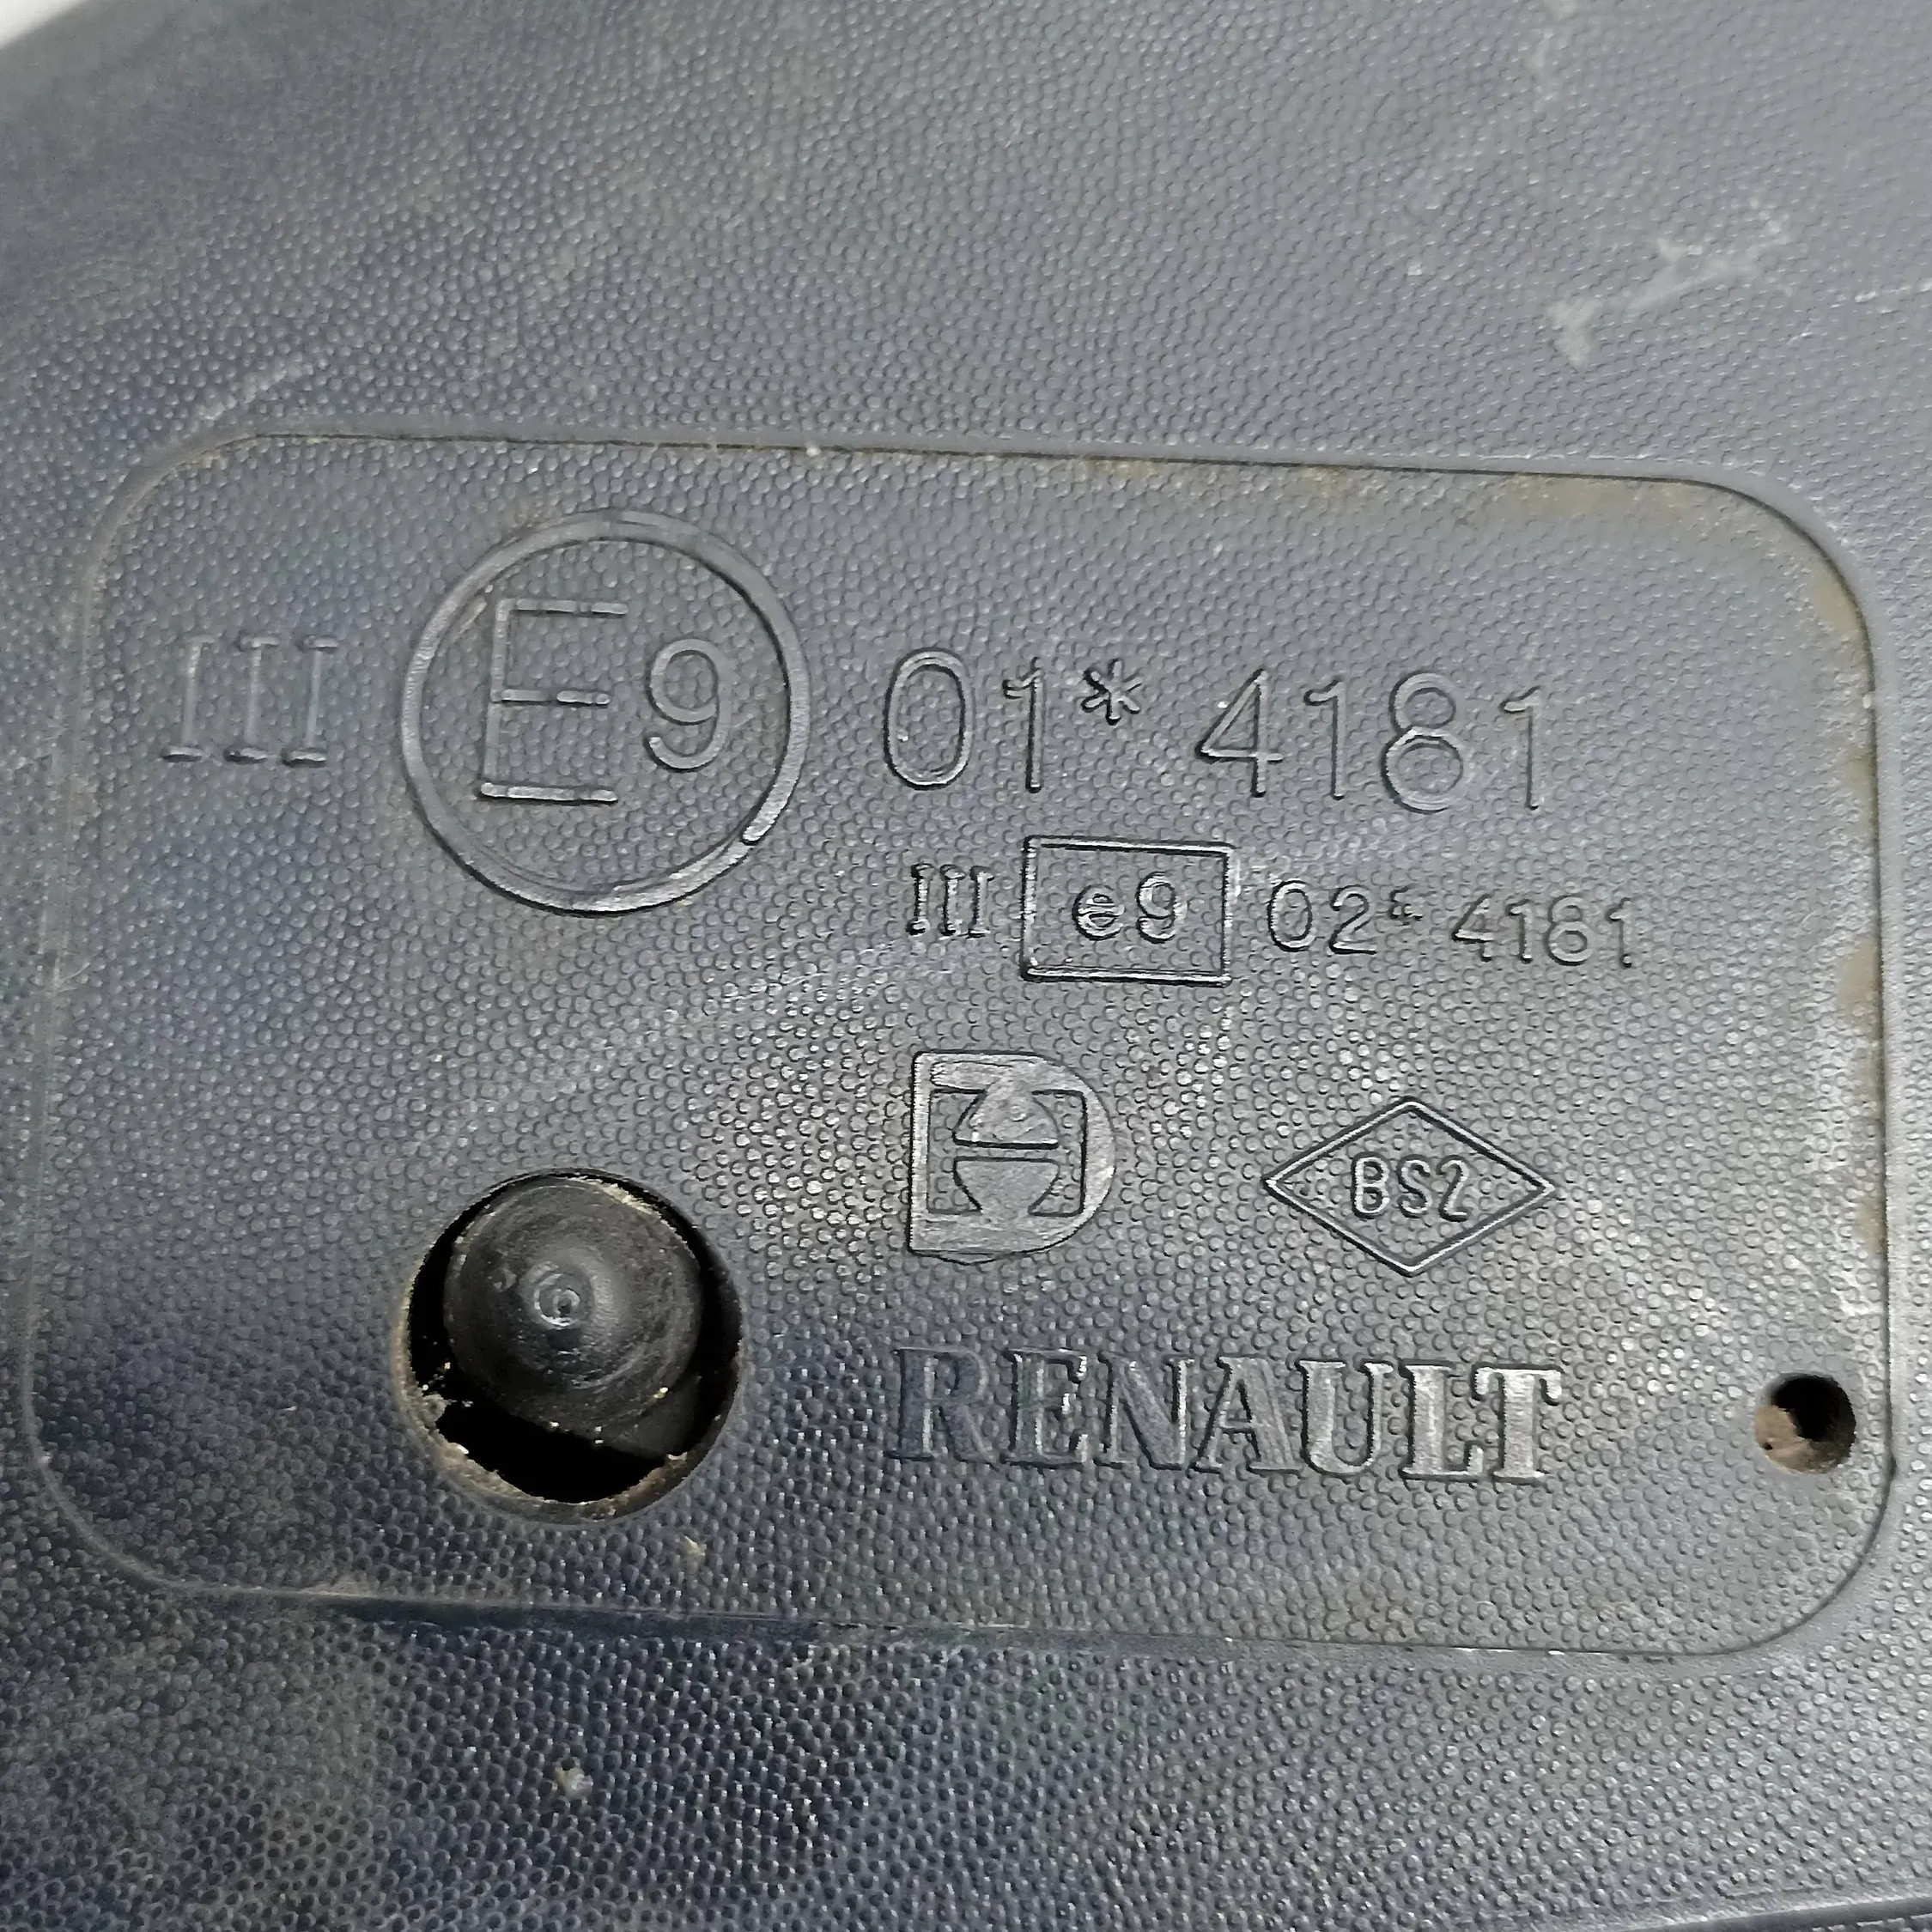 III E9 01* 4181
III e9 02* 4181
BS2
RENAULT